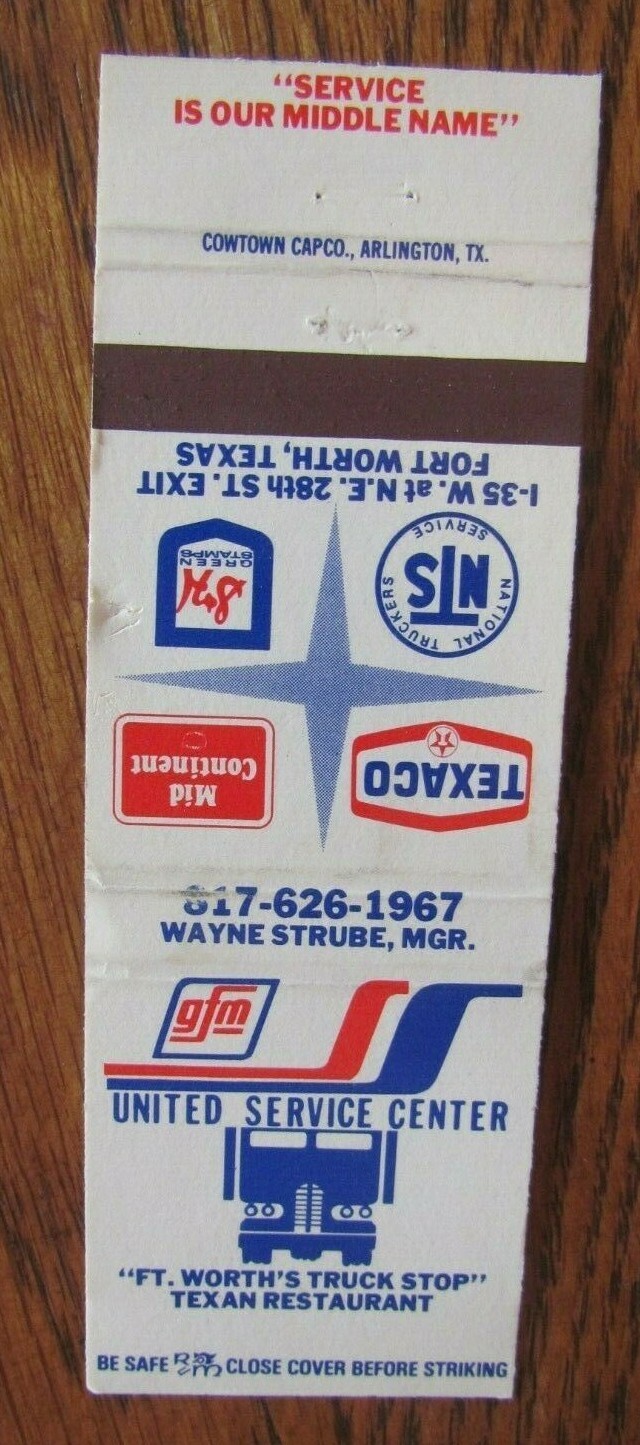 "SERVICE
IS OUR MIDDLE NAME"
COWTOWN CAPCO., ARLINGTON, TX.
I-35 W. at N.E. 28th ST. EXIT
FORT WORTH, TEXAS
NTS
NATIONAL TRUCKERS
SERVICE
S&H
GREEN
STAMPS
TEXACO
T
Mid
Continent
817-626-1967
WAYNE STRUBE, MGR.
gfm
UNITED SERVICE CENTER
"FT. WORTH'S TRUCK STOP"
TEXAN RESTAURANT
BE SAFE CLOSE COVER BEFORE STRIKING